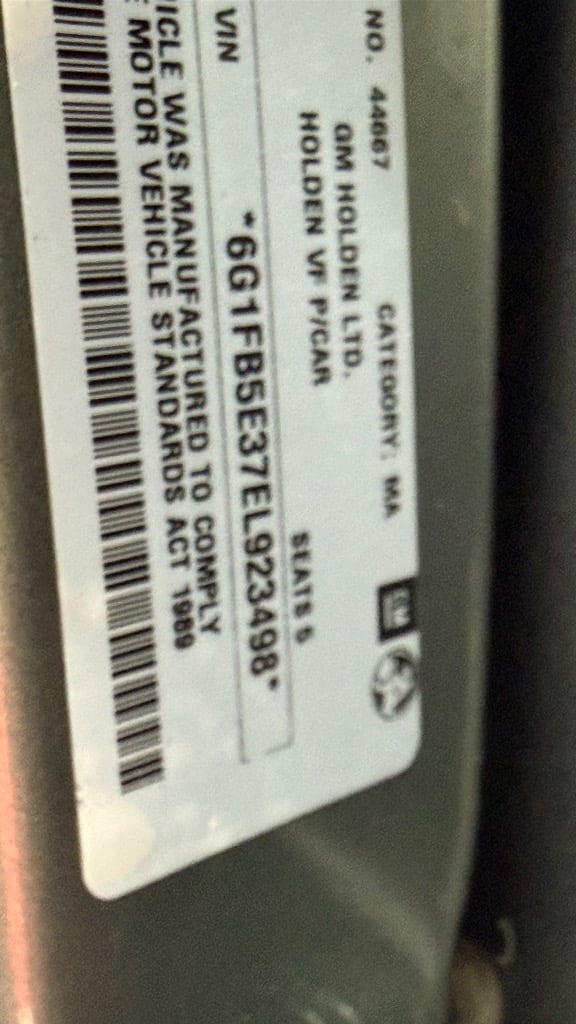 NO. 44667 CATEGORY: MA
GM HOLDEN LTD.
HOLDEN VF P/CAR SEATS 5
VIN *6G1FB5E37EL923498*
ICLE WAS MANUFACTURED TO COMPLY
E MOTOR VEHICLE STANDARDS ACT 1989